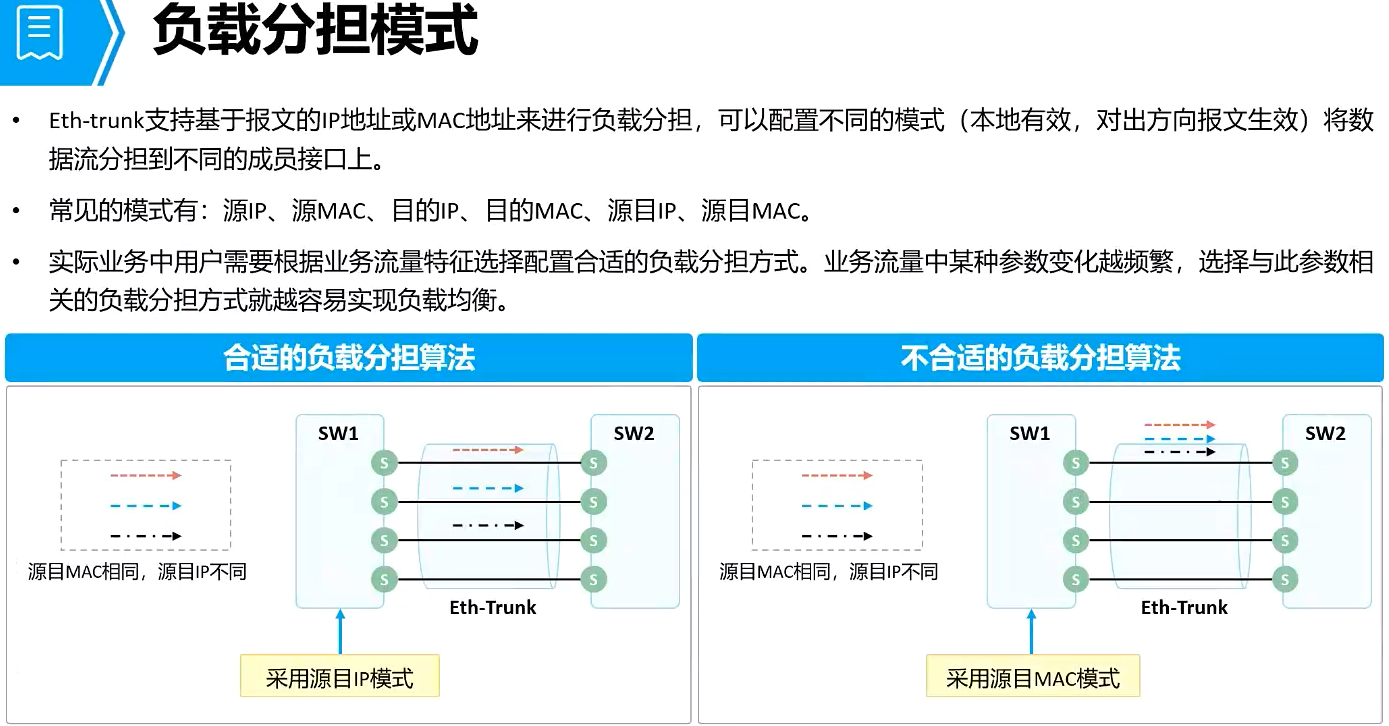 负载分担模式
• Eth-trunk支持基于报文的IP地址或MAC地址来进行负载分担，可以配置不同的模式（本地有效，对出方向报文生效）将数
据流分担到不同的成员接口上。
• 常见的模式有：源IP、源MAC、目的IP、目的MAC、源目IP、源目MAC。
• 实际业务中用户需要根据业务流量特征选择配置合适的负载分担方式。业务流量中某种参数变化越频繁，选择与此参数相
关的负载分担方式就越容易实现负载均衡。
合适的负载分担算法
SW1
SW2
S
S
S
S
S
S
S
S
源目MAC相同，源目IP不同
Eth-Trunk
采用源目IP模式
不合适的负载分担算法
SW1
SW2
S
S
S
S
S
S
S
S
源目MAC相同，源目IP不同
Eth-Trunk
采用源目MAC模式